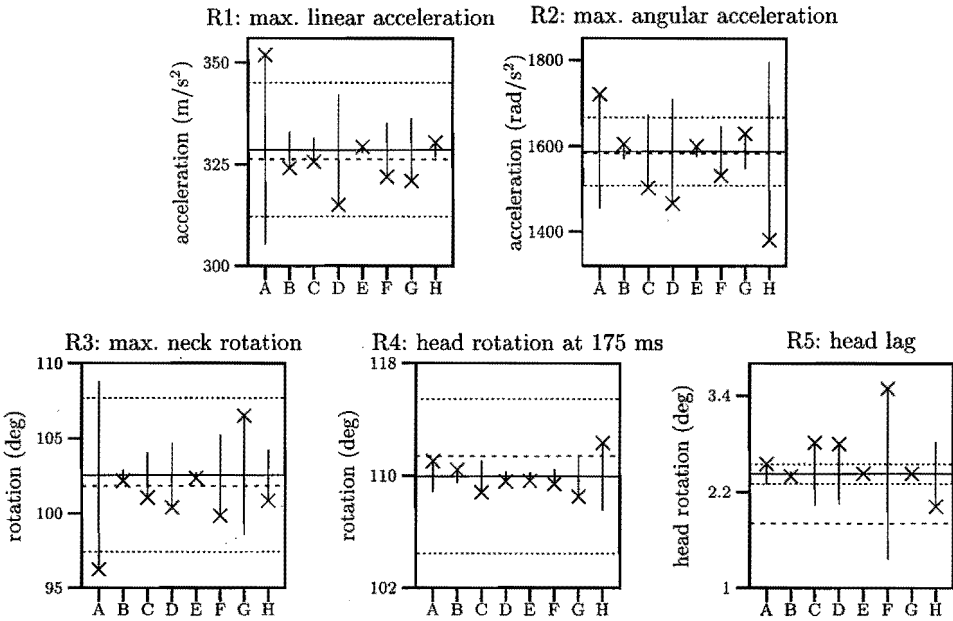 R1: max. linear acceleration
acceleration (m/s²)
350
325
300
A B C D E F G H
R2: max. angular acceleration
acceleration (rad/s²)
1800
1600
1400
A B C D E F G H
R3: max. neck rotation
rotation (deg)
110
105
100
95
A B C D E F G H
R4: head rotation at 175 ms
rotation (deg)
118
110
102
A B C D E F G H
R5: head lag
head rotation (deg)
3.4
2.2
1
A B C D E F G H